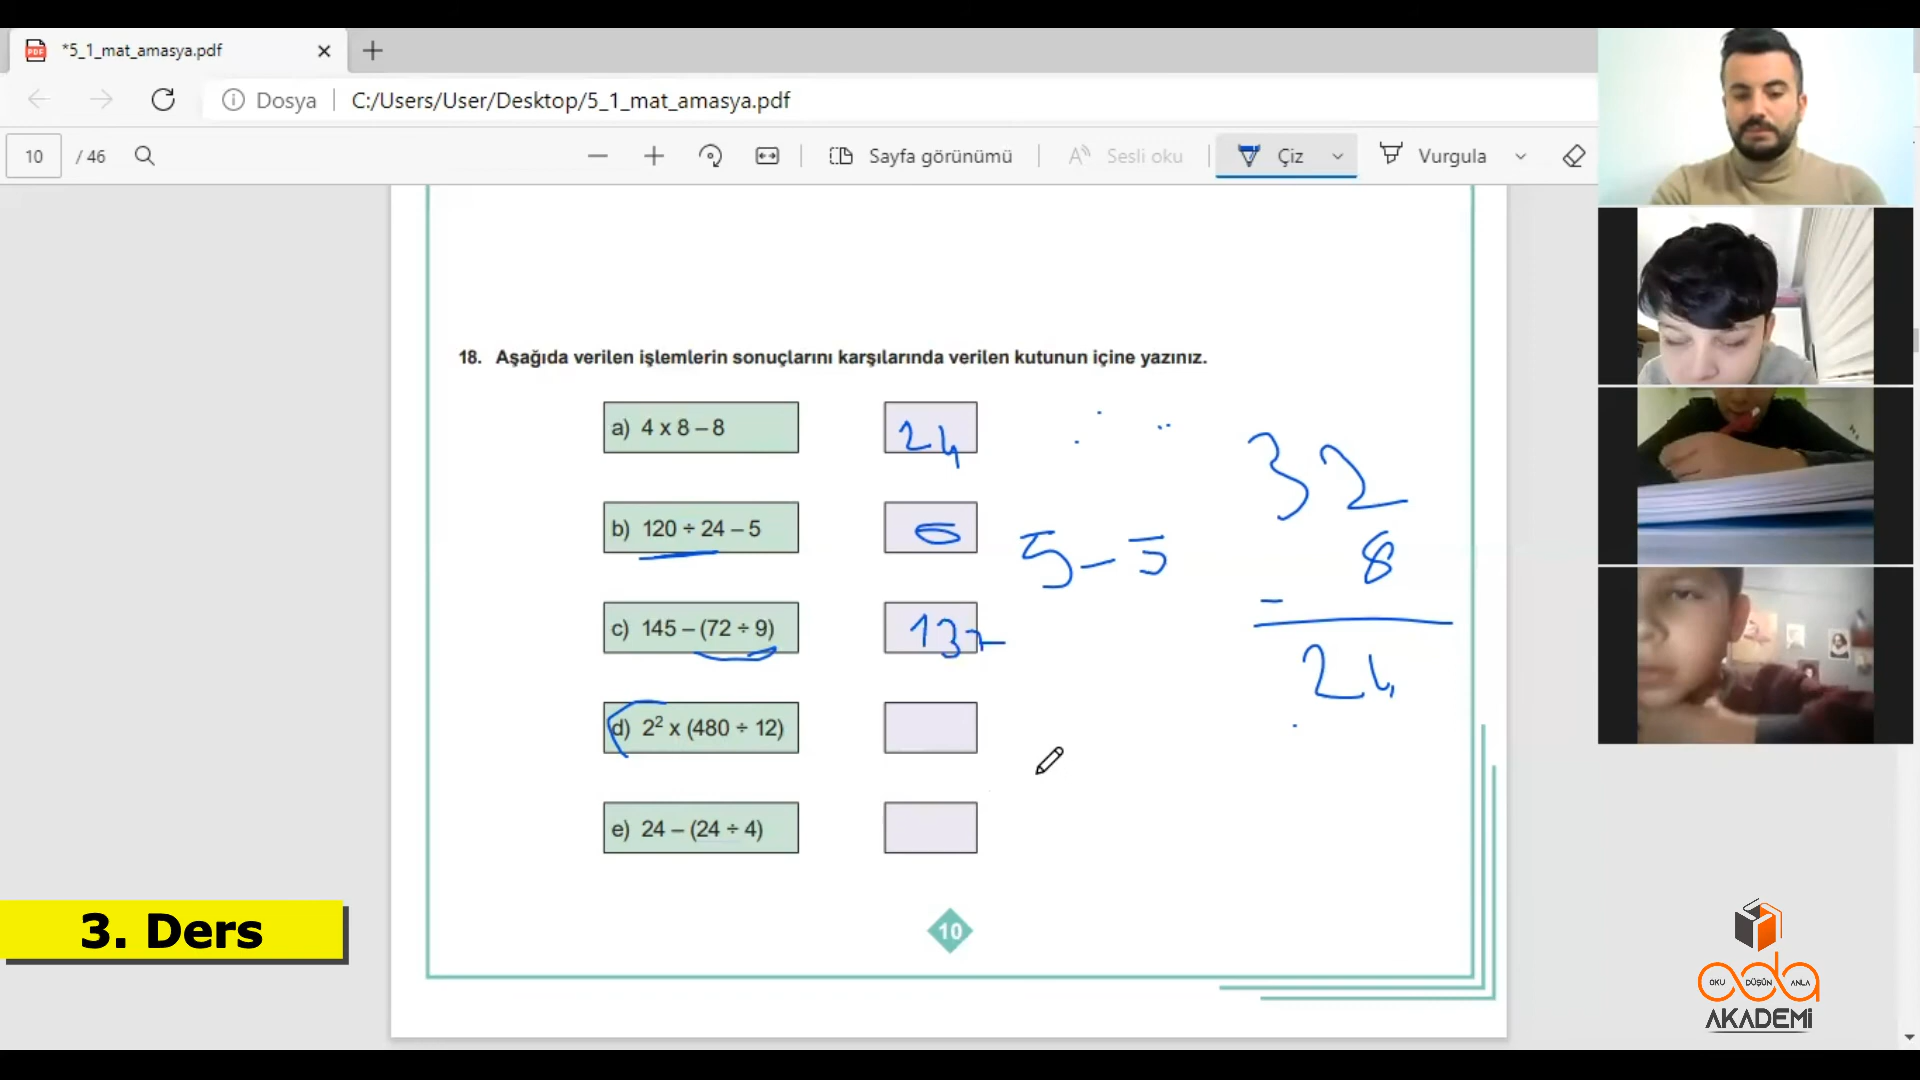 *5_1_mat_amasya.pdf
Dosya
C:/Users/User/Desktop/5_1_mat_amasya.pdf
10 / 46
Sayfa görünümü
Sesli oku
Çiz
Vurgula
18. Aşağıda verilen işlemlerin sonuçlarını karşılarında verilen kutunun içine yazınız.
a) 4 x 8 – 8
24
b) 120 ÷ 24 – 5
0
5 – 5
c) 145 – (72 ÷ 9)
137
d) 2² x (480 ÷ 12)
e) 24 – (24 ÷ 4)
32
8
-
24
10
3. Ders
oda
OKU DÜŞÜN ANLA
AKADEMİ